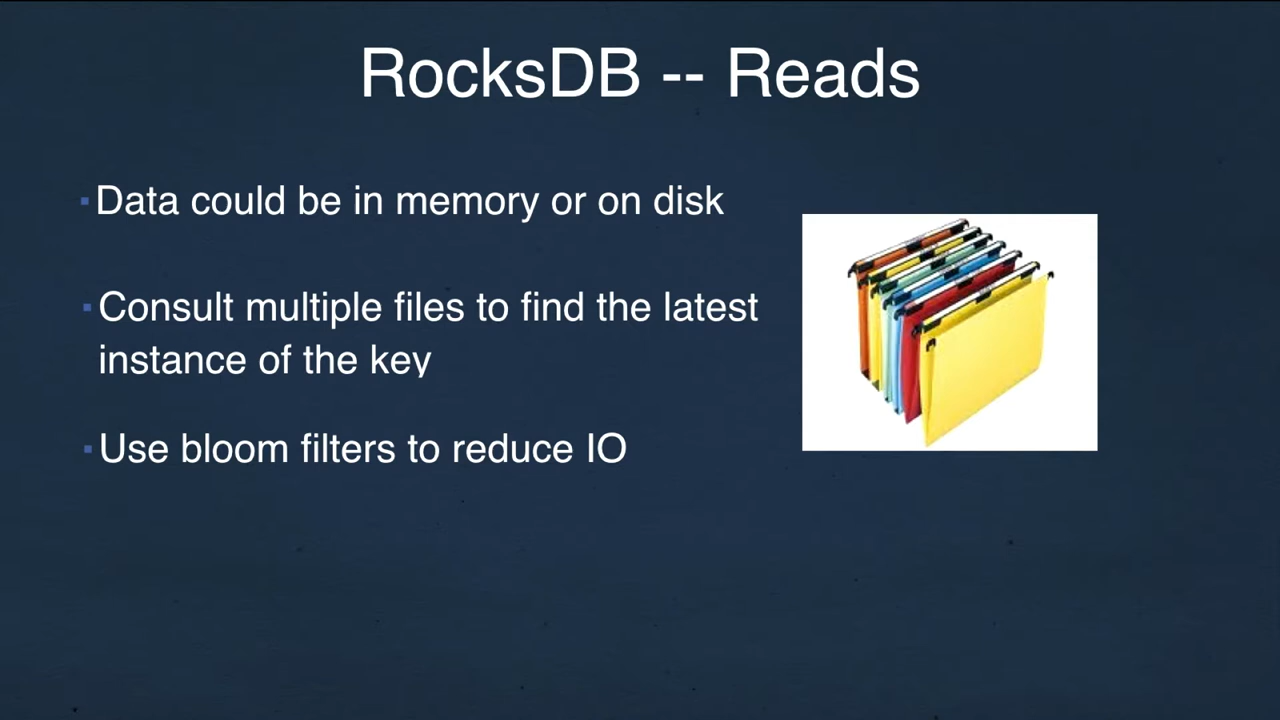 RocksDB -- Reads
▪Data could be in memory or on disk
▪Consult multiple files to find the latest
instance of the key
▪Use bloom filters to reduce IO